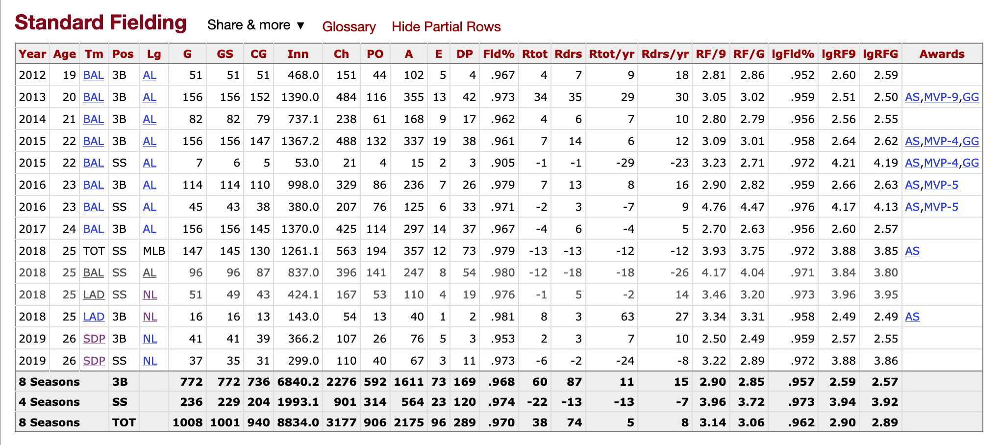 Standard Fielding Share & more ▼ Glossary Hide Partial Rows
Year Age Tm Pos Lg G GS CG Inn Ch PO A E DP Fld% Rtot Rdrs Rtot/yr Rdrs/yr RF/9 RF/G lgFld% lgRF9 lgRFG Awards
2012 19 BAL 3B AL 51 51 51 468.0 151 44 102 5 4 .967 4 7 9 18 2.81 2.86 .952 2.60 2.59
2013 20 BAL 3B AL 156 156 152 1390.0 484 116 355 13 42 .973 34 35 29 30 3.05 3.02 .959 2.51 2.50 AS,MVP-9,GG
2014 21 BAL 3B AL 82 82 79 737.1 238 61 168 9 17 .962 4 6 7 10 2.80 2.79 .956 2.56 2.55
2015 22 BAL 3B AL 156 156 147 1367.2 488 132 337 19 38 .961 7 14 6 12 3.09 3.01 .958 2.64 2.62 AS,MVP-4,GG
2015 22 BAL SS AL 7 6 5 53.0 21 4 15 2 3 .905 -1 -1 -29 -23 3.23 2.71 .972 4.21 4.19 AS,MVP-4,GG
2016 23 BAL 3B AL 114 114 110 998.0 329 86 236 7 26 .979 7 13 8 16 2.90 2.82 .959 2.66 2.63 AS,MVP-5
2016 23 BAL SS AL 45 43 38 380.0 207 76 125 6 33 .971 -2 3 -7 9 4.76 4.47 .976 4.17 4.13 AS,MVP-5
2017 24 BAL 3B AL 156 156 145 1370.0 425 114 297 14 37 .967 -4 6 -4 5 2.70 2.63 .956 2.60 2.57
2018 25 TOT SS MLB 147 145 130 1261.1 563 194 357 12 73 .979 -13 -13 -12 -12 3.93 3.75 .972 3.88 3.85 AS
2018 25 BAL SS AL 96 96 87 837.0 396 141 247 8 54 .980 -12 -18 -18 -26 4.17 4.04 .971 3.84 3.80
2018 25 LAD SS NL 51 49 43 424.1 167 53 110 4 19 .976 -1 5 -2 14 3.46 3.20 .973 3.96 3.95
2018 25 LAD 3B NL 16 16 13 143.0 54 13 40 1 2 .981 8 3 63 27 3.34 3.31 .958 2.49 2.49 AS
2019 26 SDP 3B NL 41 41 39 366.2 107 26 76 5 3 .953 2 3 7 10 2.50 2.49 .959 2.57 2.55
2019 26 SDP SS NL 37 35 31 299.0 110 40 67 3 11 .973 -6 -2 -24 -8 3.22 2.89 .972 3.88 3.86
8 Seasons 3B 772 772 736 6840.2 2276 592 1611 73 169 .968 60 87 11 15 2.90 2.85 .957 2.59 2.57
4 Seasons SS 236 229 204 1993.1 901 314 564 23 120 .974 -22 -13 -13 -7 3.96 3.72 .973 3.94 3.92
8 Seasons TOT 1008 1001 940 8834.0 3177 906 2175 96 289 .970 38 74 5 8 3.14 3.06 .962 2.90 2.89